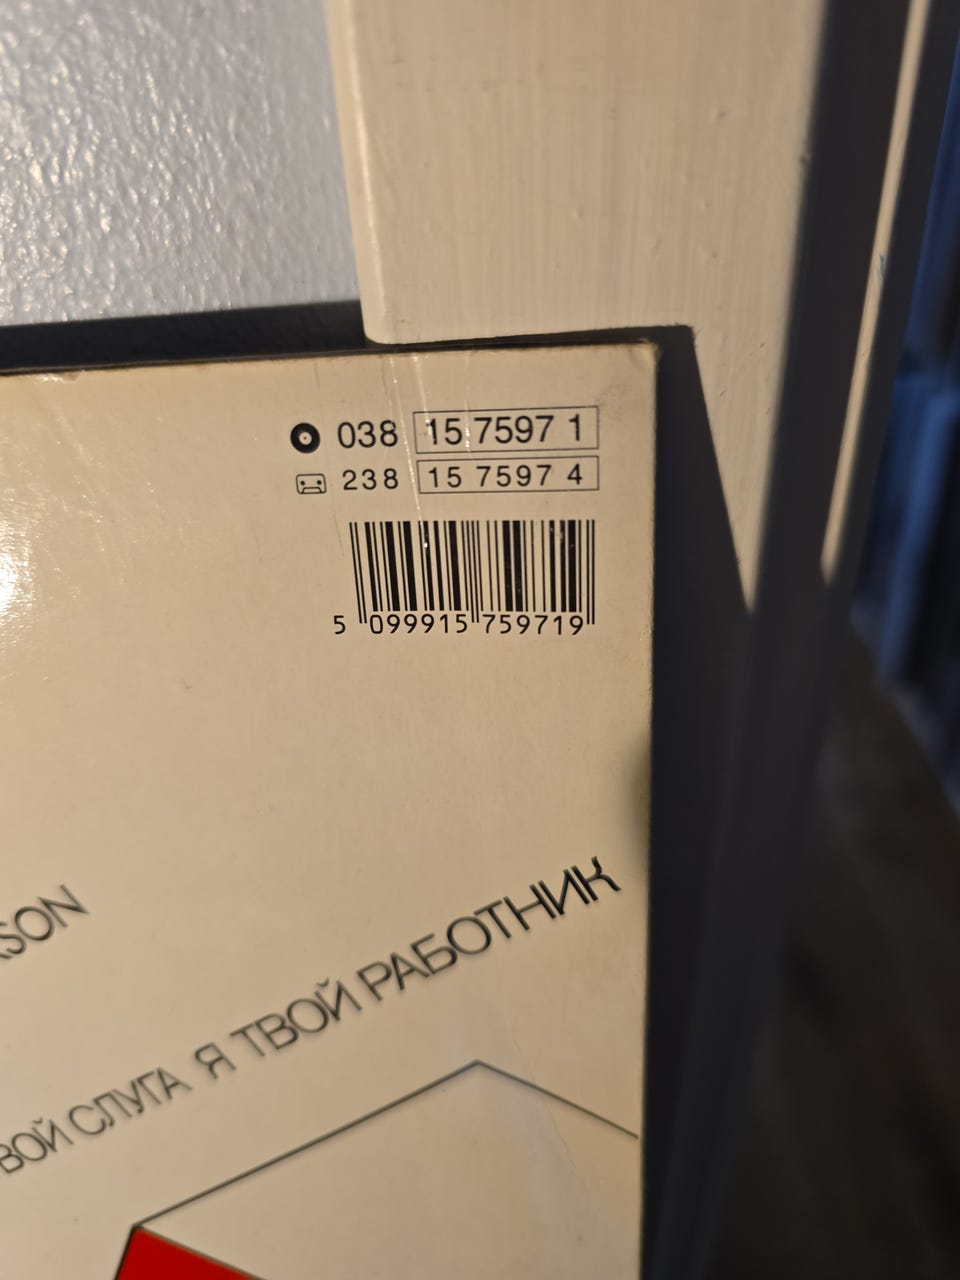 038 15 7597 1
238 15 7597 4
5 099915 759719
SON
ВОЙ СЛУГА Я ТВОЙ РАБОТНИК